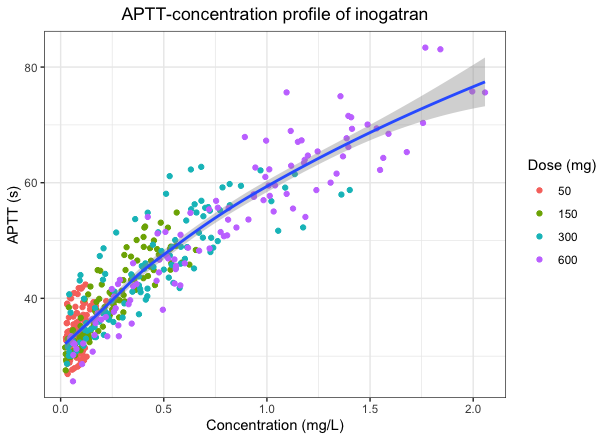 APTT-concentration profile of inogatran
80
60
40
APTT (s)
0.0 0.5 1.0 1.5 2.0
Concentration (mg/L)
Dose (mg)
50
150
300
600